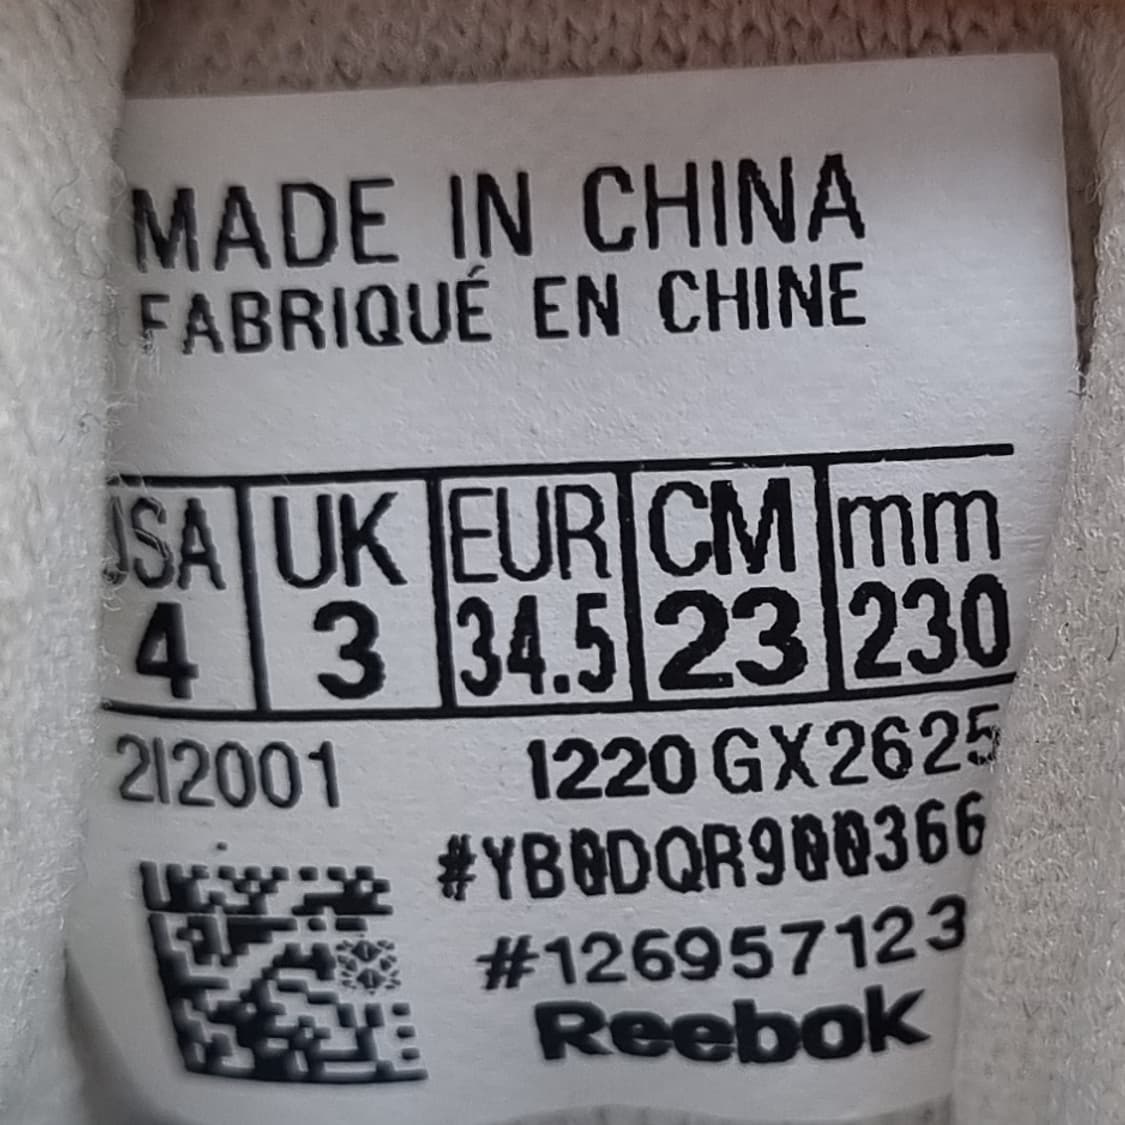 MADE IN CHINA
FABRIQUÉ EN CHINE
USA UK EUR CM mm
4 3 34.5 23 230
212001 1220 GX2625
#YB0DQR900366
#126957123
Reebok